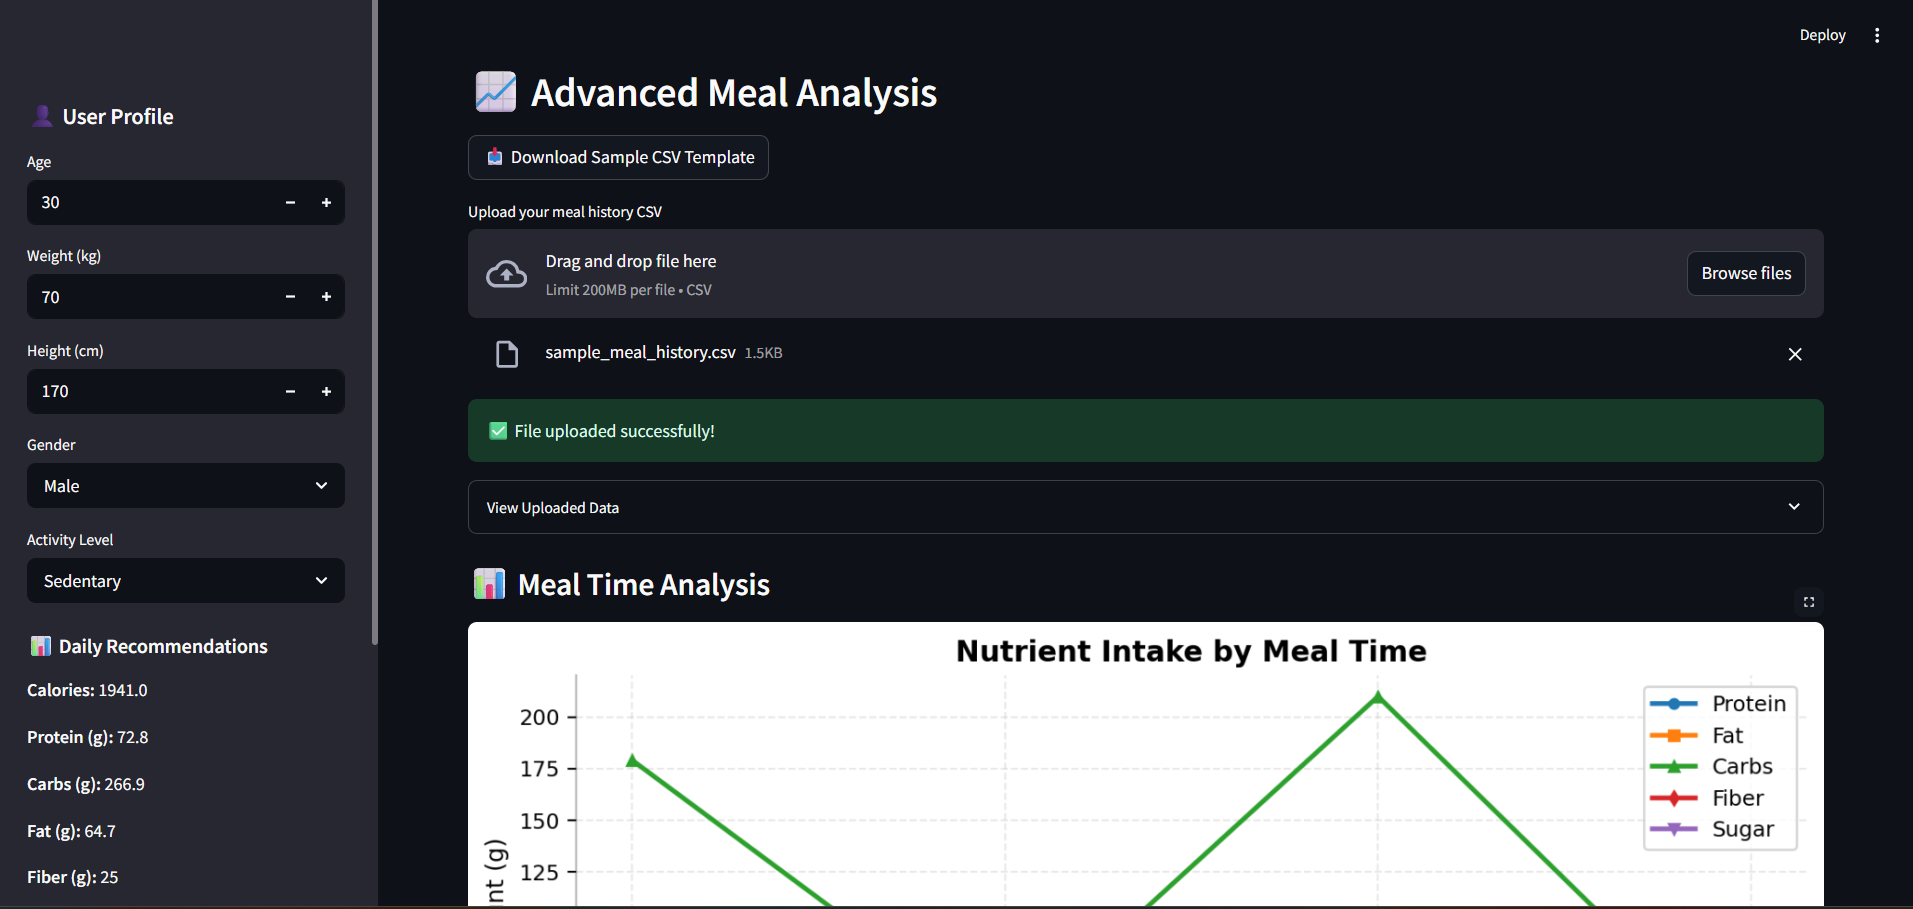 Deploy
User Profile
Age
30
Weight (kg)
70
Height (cm)
170
Gender
Male
Activity Level
Sedentary
Daily Recommendations
Calories: 1941.0
Protein (g): 72.8
Carbs (g): 266.9
Fat (g): 64.7
Fiber (g): 25
Advanced Meal Analysis
Download Sample CSV Template
Upload your meal history CSV
Drag and drop file here
Limit 200MB per file • CSV
Browse files
sample_meal_history.csv 1.5KB
File uploaded successfully!
View Uploaded Data
Meal Time Analysis
Nutrient Intake by Meal Time
200
175
150
125
nt (g)
Protein
Fat
Carbs
Fiber
Sugar